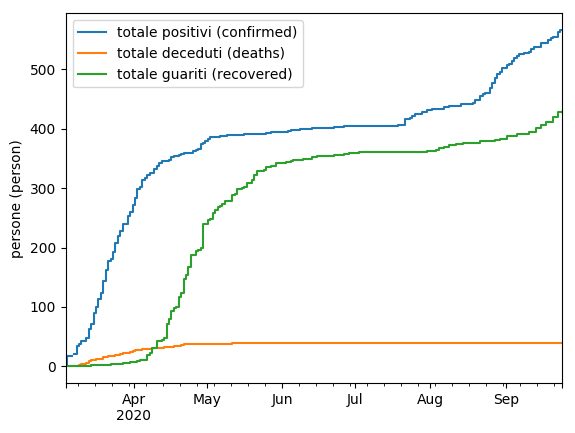 totale positivi (confirmed)
totale deceduti (deaths)
totale guariti (recovered)
persone (person)
500
400
300
200
100
0
Apr
2020
May
Jun
Jul
Aug
Sep